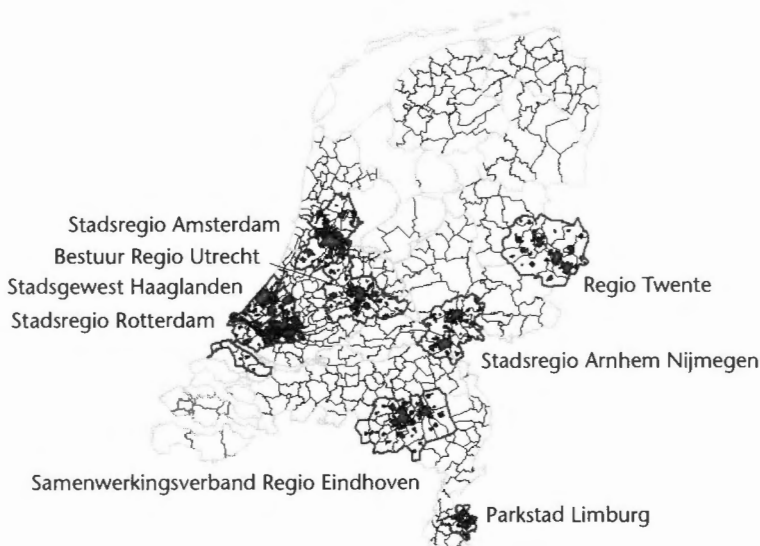 Stadsregio Amsterdam
Bestuur Regio Utrecht
Stadsgewest Haaglanden
Stadsregio Rotterdam
Regio Twente
Stadsregio Arnhem Nijmegen
Samenwerkingsverband Regio Eindhoven
Parkstad Limburg